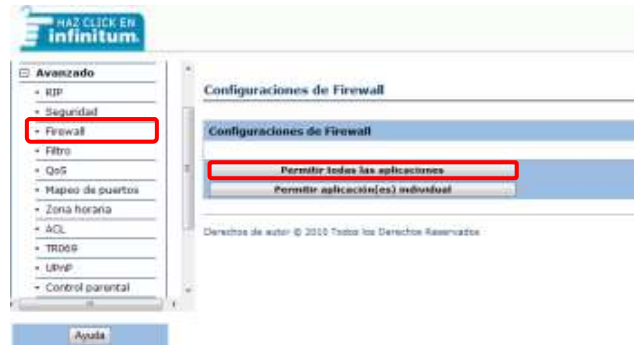 HAZ CLICK EN
infinitum.
Avanzado
RIP
Seguridad
Firewall
Filtro
QoS
Mapeo de puertos
Zona horaria
ACL
TR069
UPnP
Control parental
Ayuda
Configuraciones de Firewall
Configuraciones de Firewall
Permitir todas las aplicaciones
Permitir aplicación(es) individual
Derechos de autor © 2010 Todos los Derechos Reservados